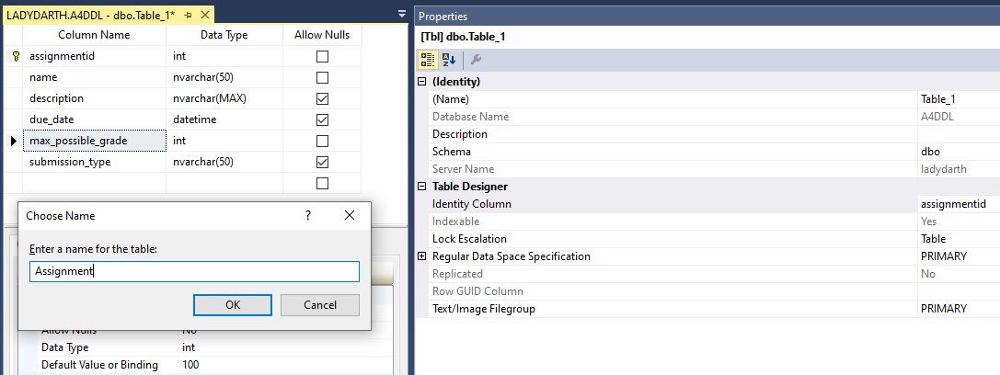 LADYDARTH.A4DDL - dbo.Table_1*
Column Name Data Type Allow Nulls
assignmentid int
name nvarchar(50)
description nvarchar(MAX)
due_date datetime
max_possible_grade int
submission_type nvarchar(50)
Choose Name ?
Enter a name for the table:
Assignment
OK Cancel
Allow Nulls No
Data Type int
Default Value or Binding 100
Properties
[Tbl] dbo.Table_1
(Identity)
(Name) Table_1
Database Name A4DDL
Description
Schema dbo
Server Name ladydarth
Table Designer
Identity Column assignmentid
Indexable Yes
Lock Escalation Table
Regular Data Space Specification PRIMARY
Replicated No
Row GUID Column
Text/Image Filegroup PRIMARY